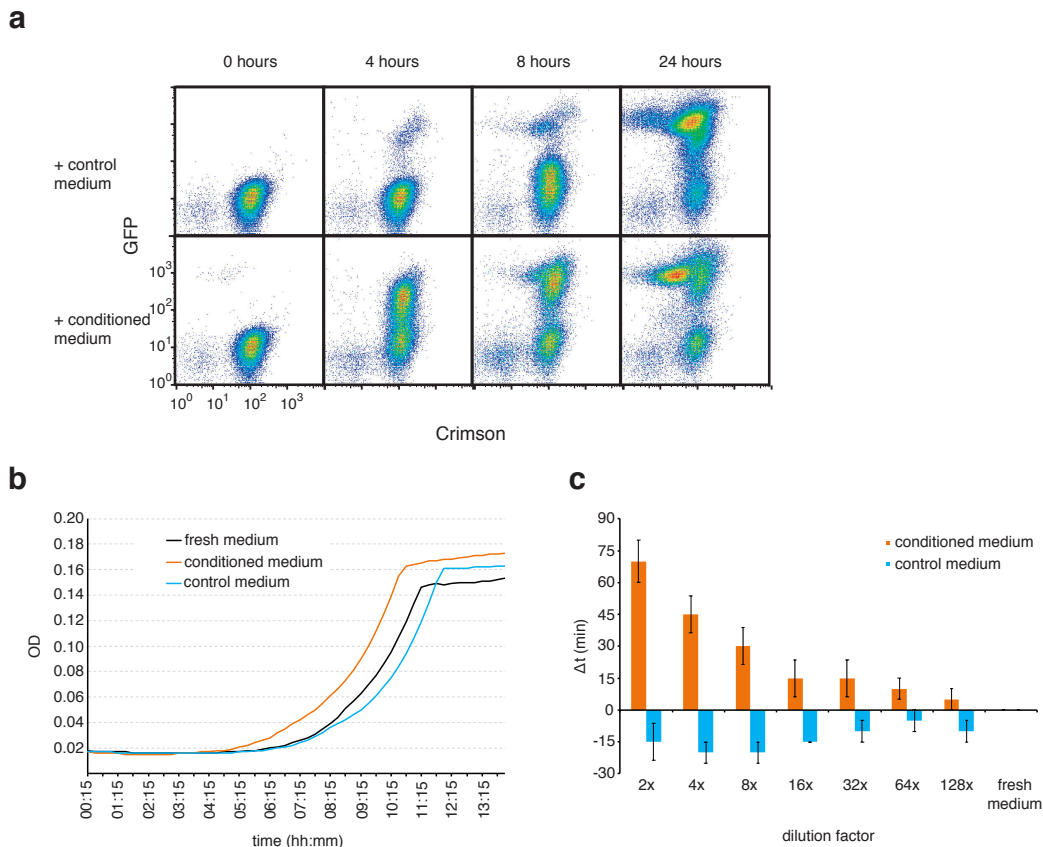 a
0 hours 4 hours 8 hours 24 hours
+ control
medium
GFP
+ conditioned
medium
10³
10²
10¹
10⁰
10⁰ 10¹ 10² 10³
Crimson
b
0.20
0.18
0.16
0.14
0.12
0.10
0.08
0.06
0.04
0.02
OD
fresh medium
conditioned medium
control medium
00:15 01:15 02:15 03:15 04:15 05:15 06:15 07:15 08:15 09:15 10:15 11:15 12:15 13:15
time (hh:mm)
c
90
75
60
45
30
15
0
-15
-30
Δt (min)
conditioned medium
control medium
2x 4x 8x 16x 32x 64x 128x fresh
medium
dilution factor